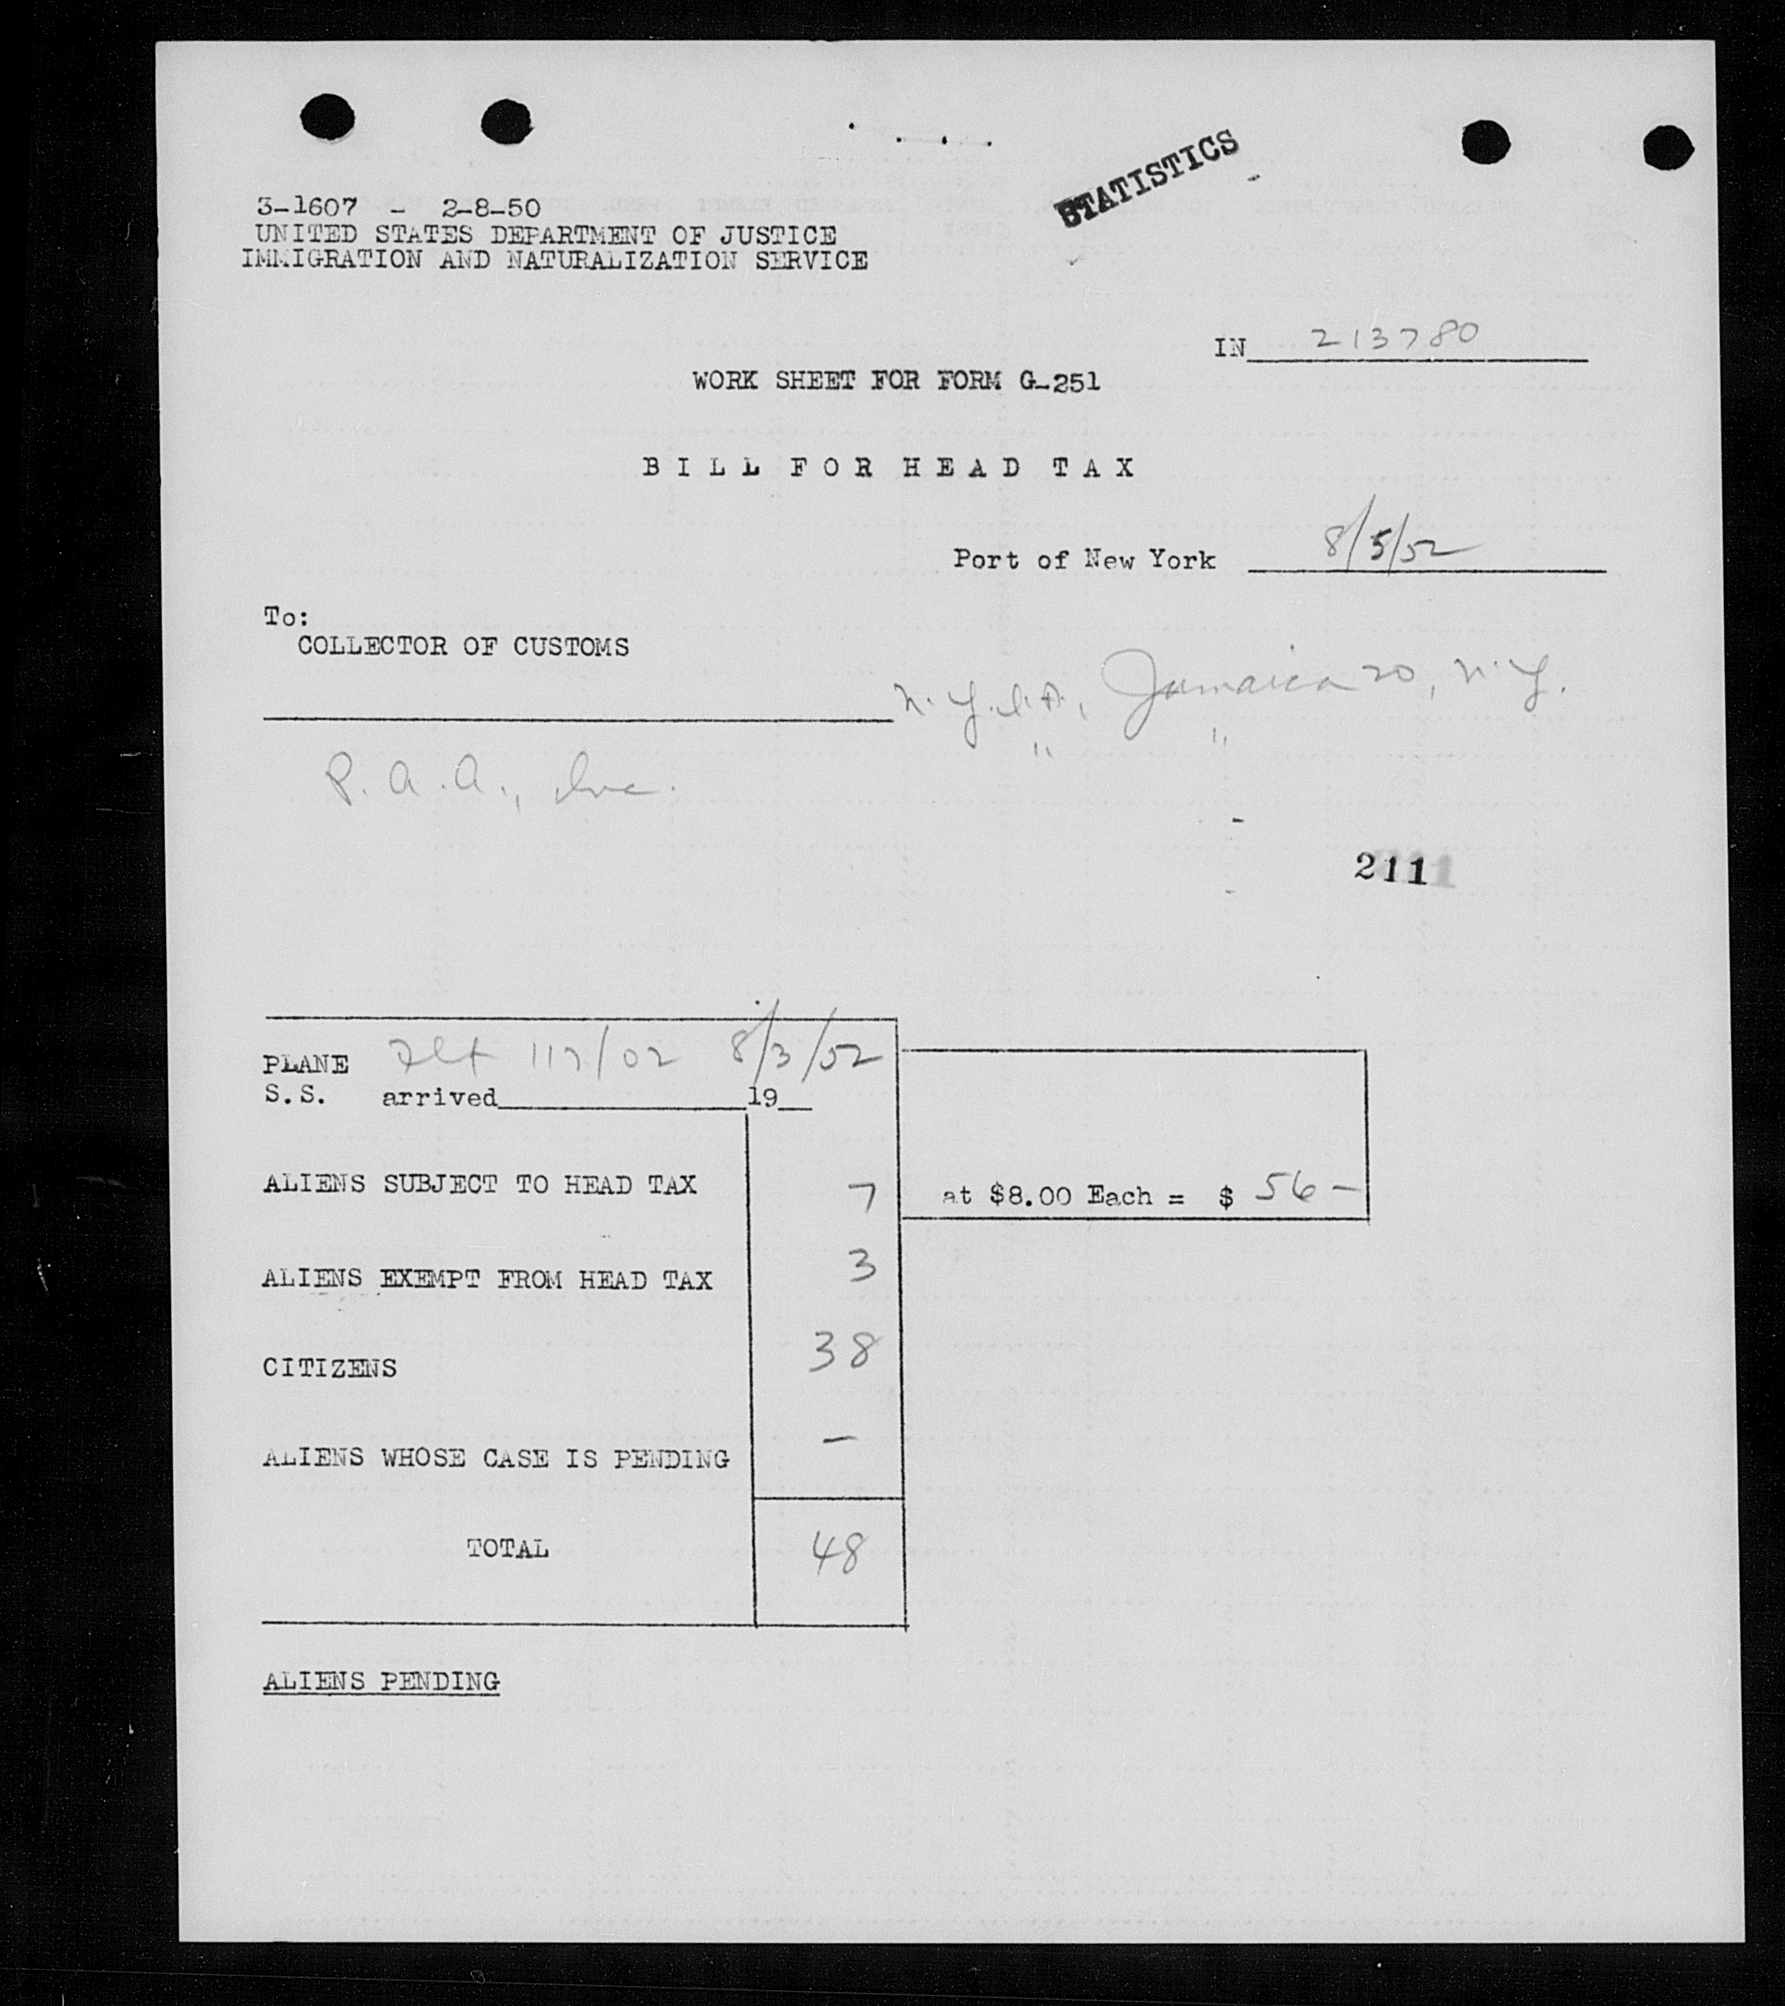 STATISTICS
3-1607 - 2-8-50
UNITED STATES DEPARTMENT OF JUSTICE
IMMIGRATION AND NATURALIZATION SERVICE
IN 213780
WORK SHEET FOR FORM G-251
BILL FOR HEAD TAX
Port of New York 8/5/52
To:
COLLECTOR OF CUSTOMS
N.Y.I.A., Jamaica 20, N.Y.
P.A.A., Inc. " "
2111
PLANE Flt 117/02 8/3/52
S.S. arrived 19
ALIENS SUBJECT TO HEAD TAX 7 at $8.00 Each = $ 56 -
ALIENS EXEMPT FROM HEAD TAX 3
CITIZENS 38
ALIENS WHOSE CASE IS PENDING -
TOTAL 48
ALIENS PENDING